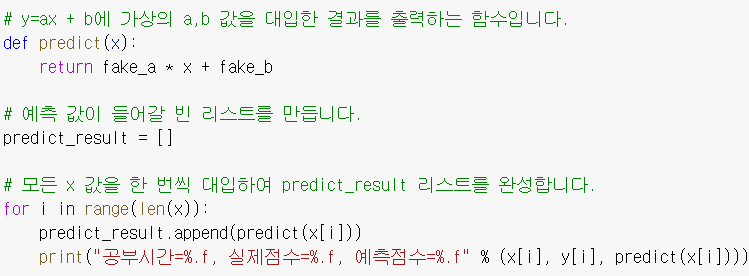 # y=ax + b에 가상의 a,b 값을 대입한 결과를 출력하는 함수입니다.
def predict(x):
    return fake_a * x + fake_b

# 예측 값이 들어갈 빈 리스트를 만듭니다.
predict_result = []

# 모든 x 값을 한 번씩 대입하여 predict_result 리스트를 완성합니다.
for i in range(len(x)):
    predict_result.append(predict(x[i]))
    print("공부시간=%.f, 실제점수=%.f, 예측점수=%.f" % (x[i], y[i], predict(x[i])))